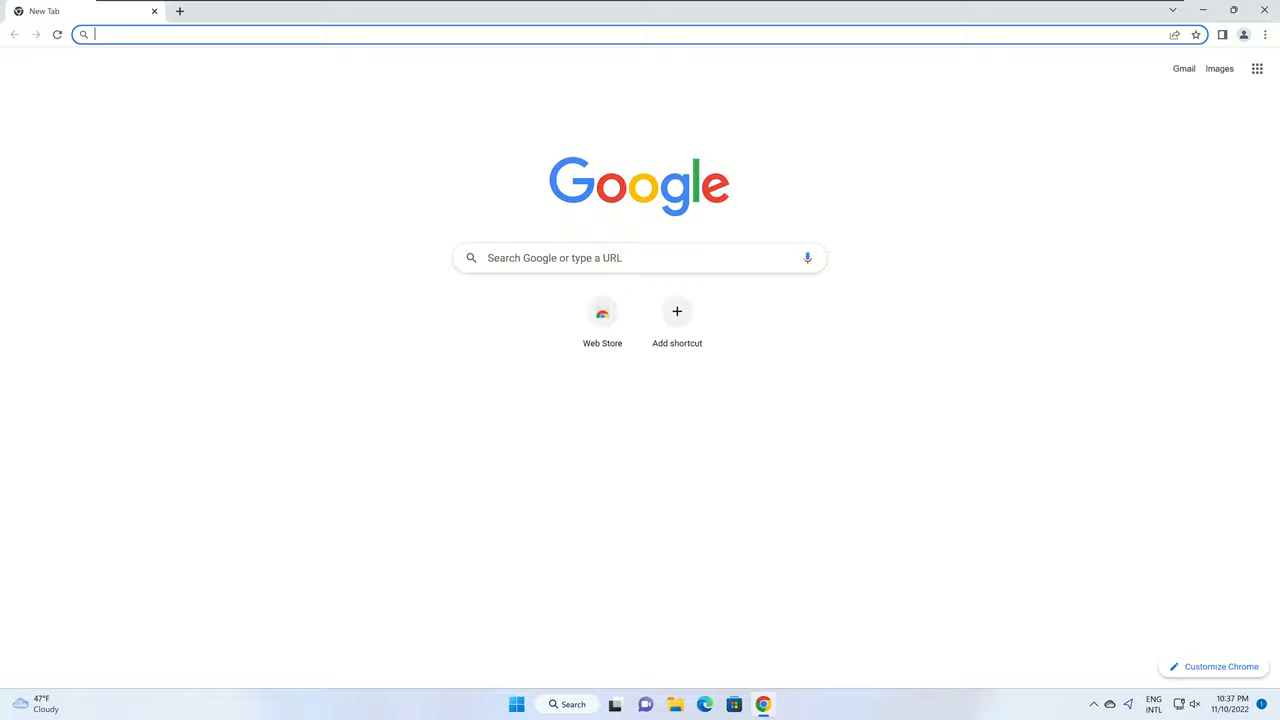 New Tab
Gmail Images
Google
Search Google or type a URL
Web Store Add shortcut
Customize Chrome
47°F
Cloudy
Search
ENG
INTL
10:37 PM
11/10/2022
1